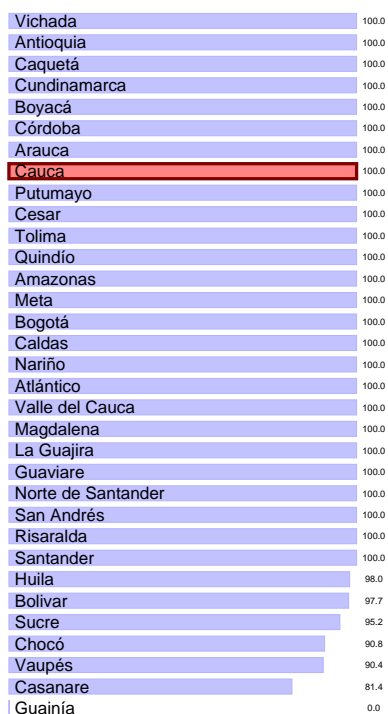 Vichada 100.0
Antioquia 100.0
Caquetá 100.0
Cundinamarca 100.0
Boyacá 100.0
Córdoba 100.0
Arauca 100.0
Cauca 100.0
Putumayo 100.0
Cesar 100.0
Tolima 100.0
Quindío 100.0
Amazonas 100.0
Meta 100.0
Bogotá 100.0
Caldas 100.0
Nariño 100.0
Atlántico 100.0
Valle del Cauca 100.0
Magdalena 100.0
La Guajira 100.0
Guaviare 100.0
Norte de Santander 100.0
San Andrés 100.0
Risaralda 100.0
Santander 100.0
Huila 98.0
Bolivar 97.7
Sucre 95.2
Chocó 90.8
Vaupés 90.4
Casanare 81.4
Guainía 0.0